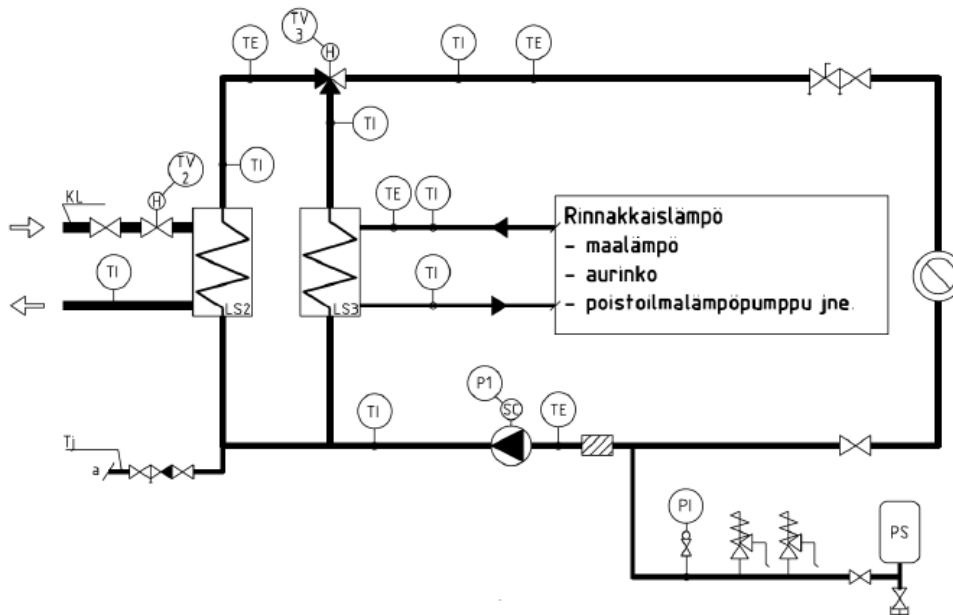 TV
3
TE
H
TI
TE
TI
TI
TV
2
H
KL
TE
TI
TI
TI
LS2
LS3
Rinnakkaislämpö
- maalämpö
- aurinko
- poistoilmalämpöpumppu jne.
P1
SC
TI
TE
Tj
a
PI
PS